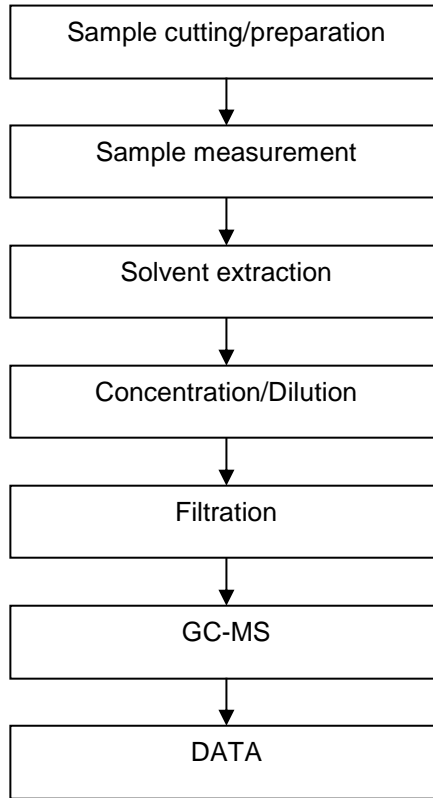 Sample cutting/preparation
Sample measurement
Solvent extraction
Concentration/Dilution
Filtration
GC-MS
DATA